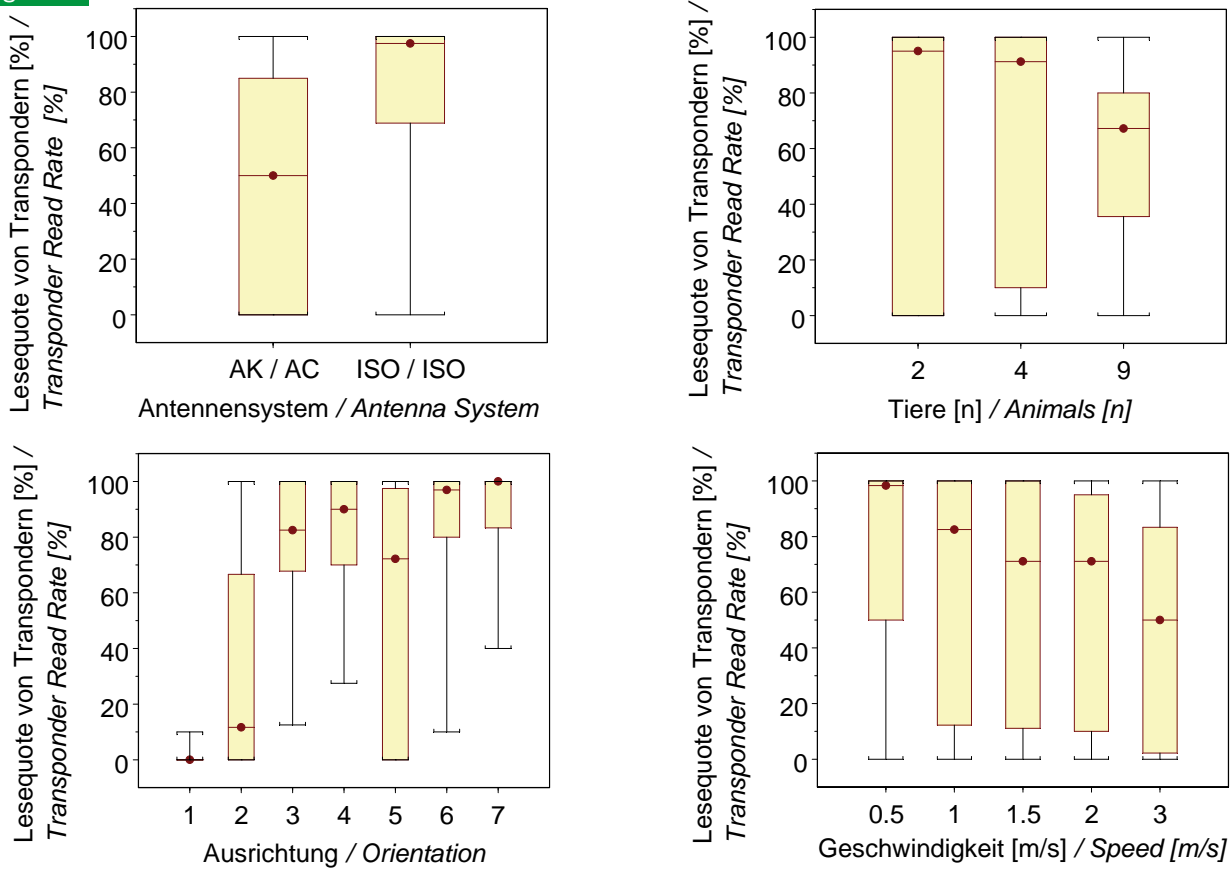 Lesequote von Transpondern [%] /
Transponder Read Rate [%]
100
80
60
40
20
0
AK / AC ISO / ISO
Antennensystem / Antenna System
Lesequote von Transpondern [%] /
Transponder Read Rate [%]
100
80
60
40
20
0
2 4 9
Tiere [n] / Animals [n]
Lesequote von Transpondern [%] /
Transponder Read Rate [%]
100
80
60
40
20
0
1 2 3 4 5 6 7
Ausrichtung / Orientation
Lesequote von Transpondern [%] /
Transponder Read Rate [%]
100
80
60
40
20
0
0.5 1 1.5 2 3
Geschwindigkeit [m/s] / Speed [m/s]